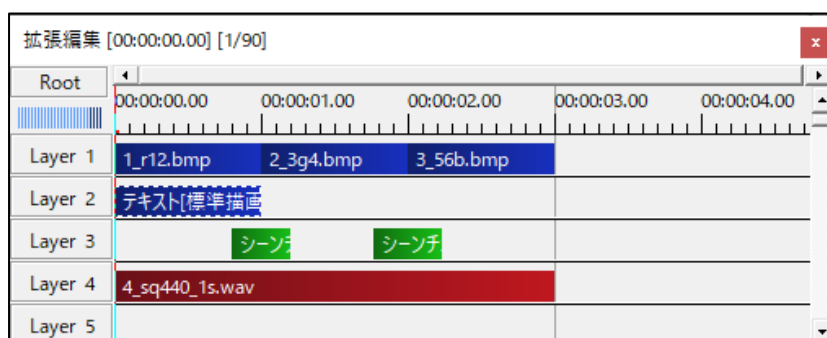 拡張編集 [00:00:00.00] [1/90]
x
Root
00:00:00.00 00:00:01.00 00:00:02.00 00:00:03.00 00:00:04.00
Layer 1 1_r12.bmp 2_3g4.bmp 3_56b.bmp
Layer 2 テキスト[標準描画
Layer 3 シーンチ シーンチ
Layer 4 4_sq440_1s.wav
Layer 5